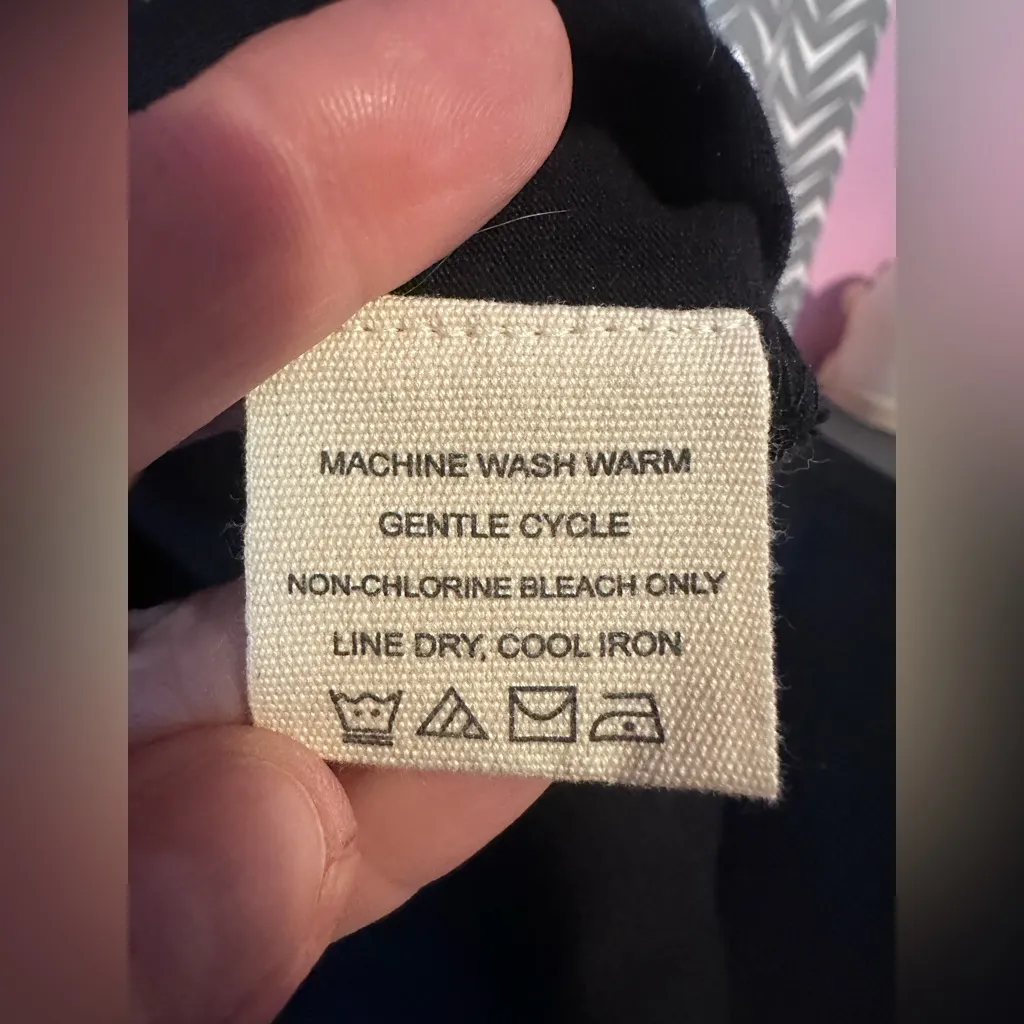 MACHINE WASH WARM
GENTLE CYCLE
NON-CHLORINE BLEACH ONLY
LINE DRY, COOL IRON